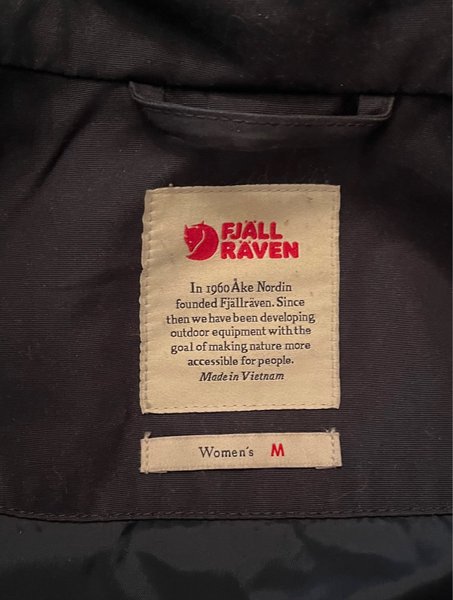 FJÄLL
RÄVEN
In 1960 Åke Nordin
founded Fjällräven. Since
then we have been developing
outdoor equipment with the
goal of making nature more
accessible for people.
Made in Vietnam
Women's M